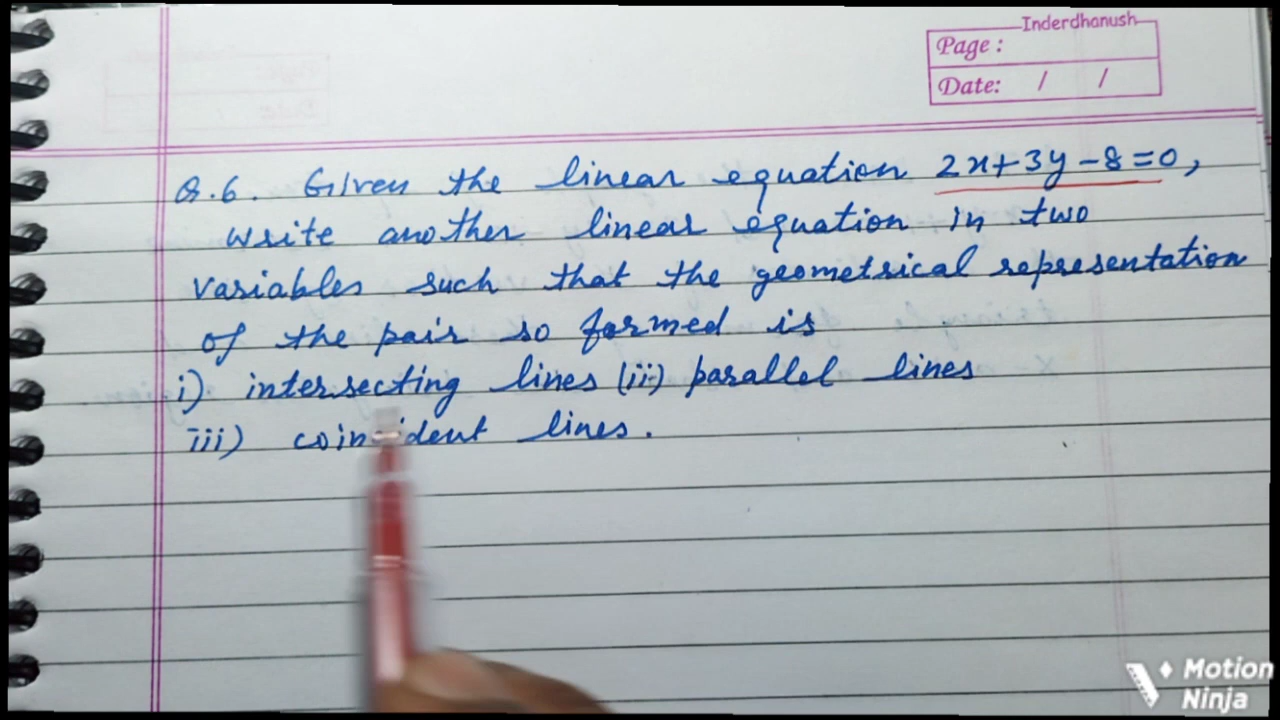 Inderdhanush
Page :
Date: / /
Q.6. Given the linear equation 2x+3y-8=0,
write another linear equation in two
variables such that the geometrical representation
of the pair so formed is
i) intersecting lines (ii) parallel lines
iii) coincident lines.
Motion
Ninja